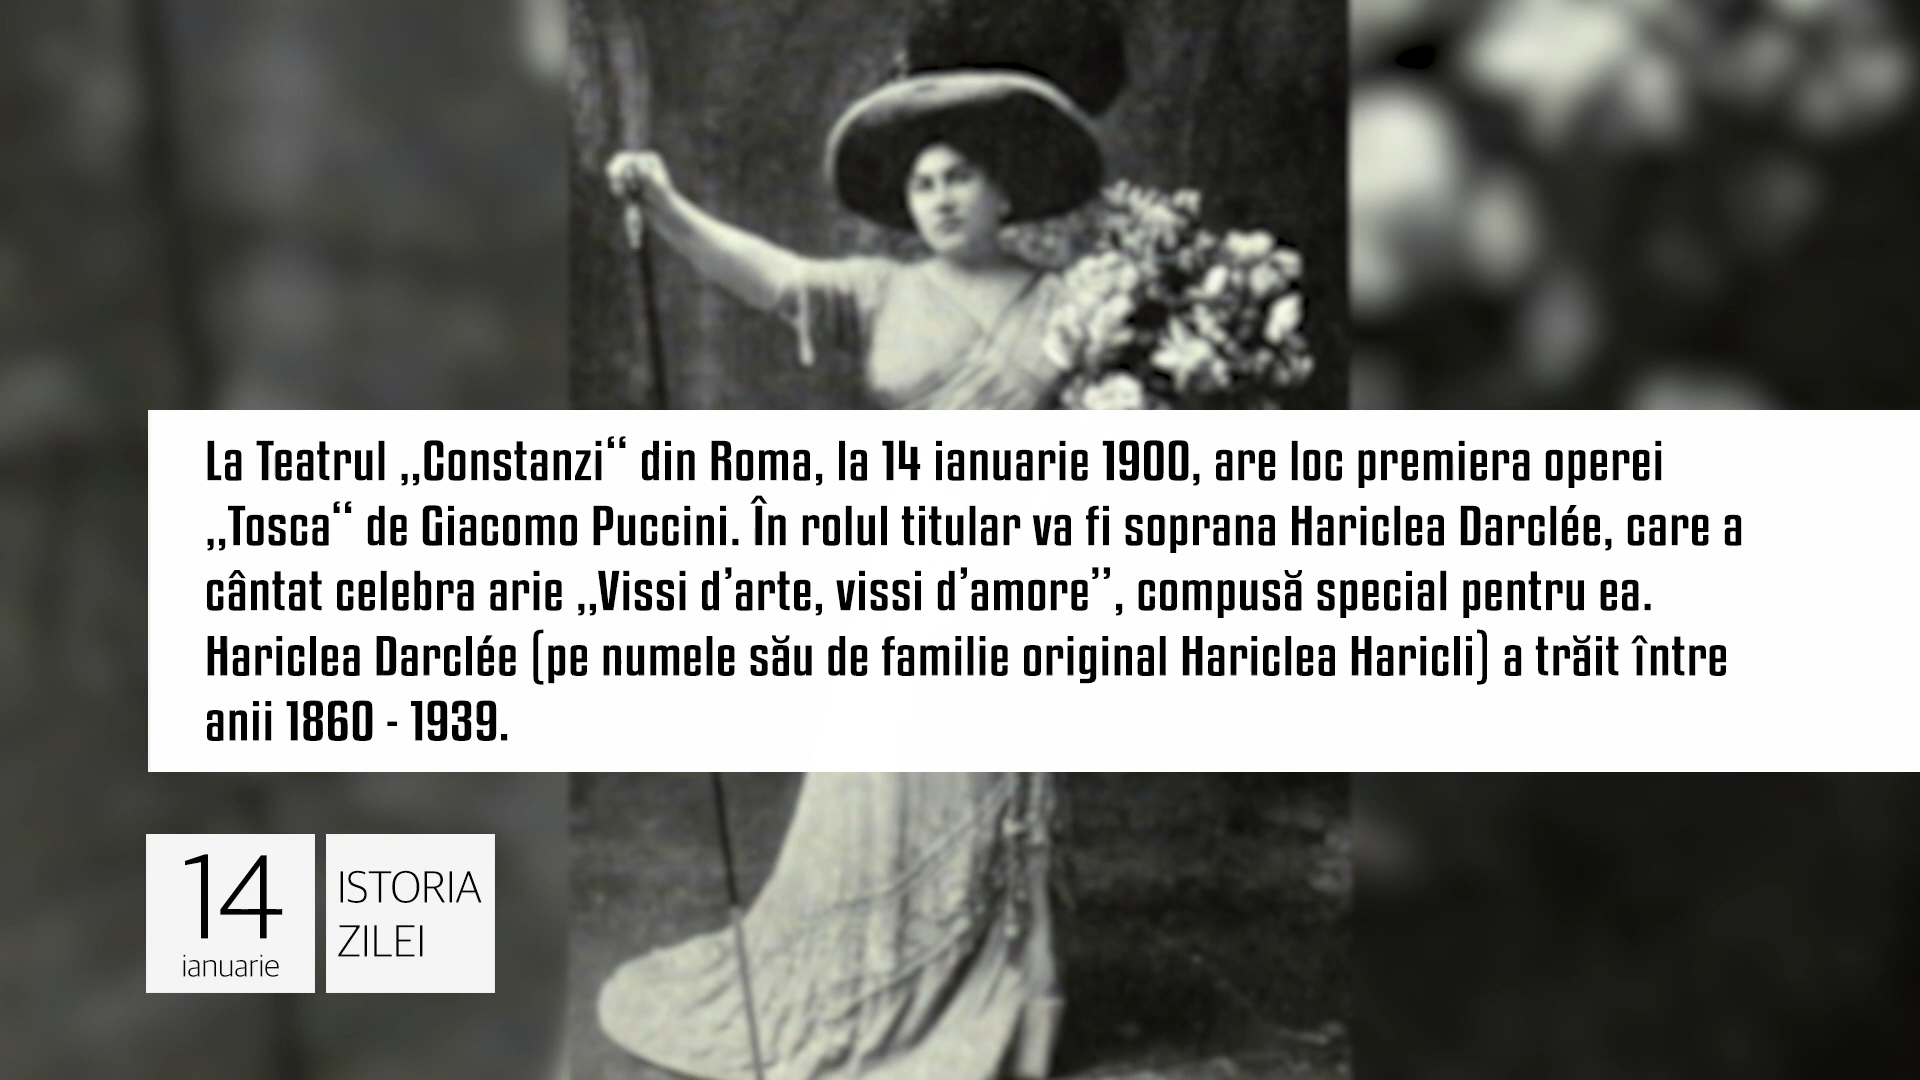 La Teatrul „Constanzi“ din Roma, la 14 ianuarie 1900, are loc premiera operei
„Tosca“ de Giacomo Puccini. În rolul titular va fi soprana Hariclea Darclée, care a
cântat celebra arie „Vissi d’arte, vissi d’amore”, compusă special pentru ea.
Hariclea Darclée (pe numele său de familie original Hariclea Haricli) a trăit între
anii 1860 - 1939.
14
ianuarie
ISTORIA
ZILEI